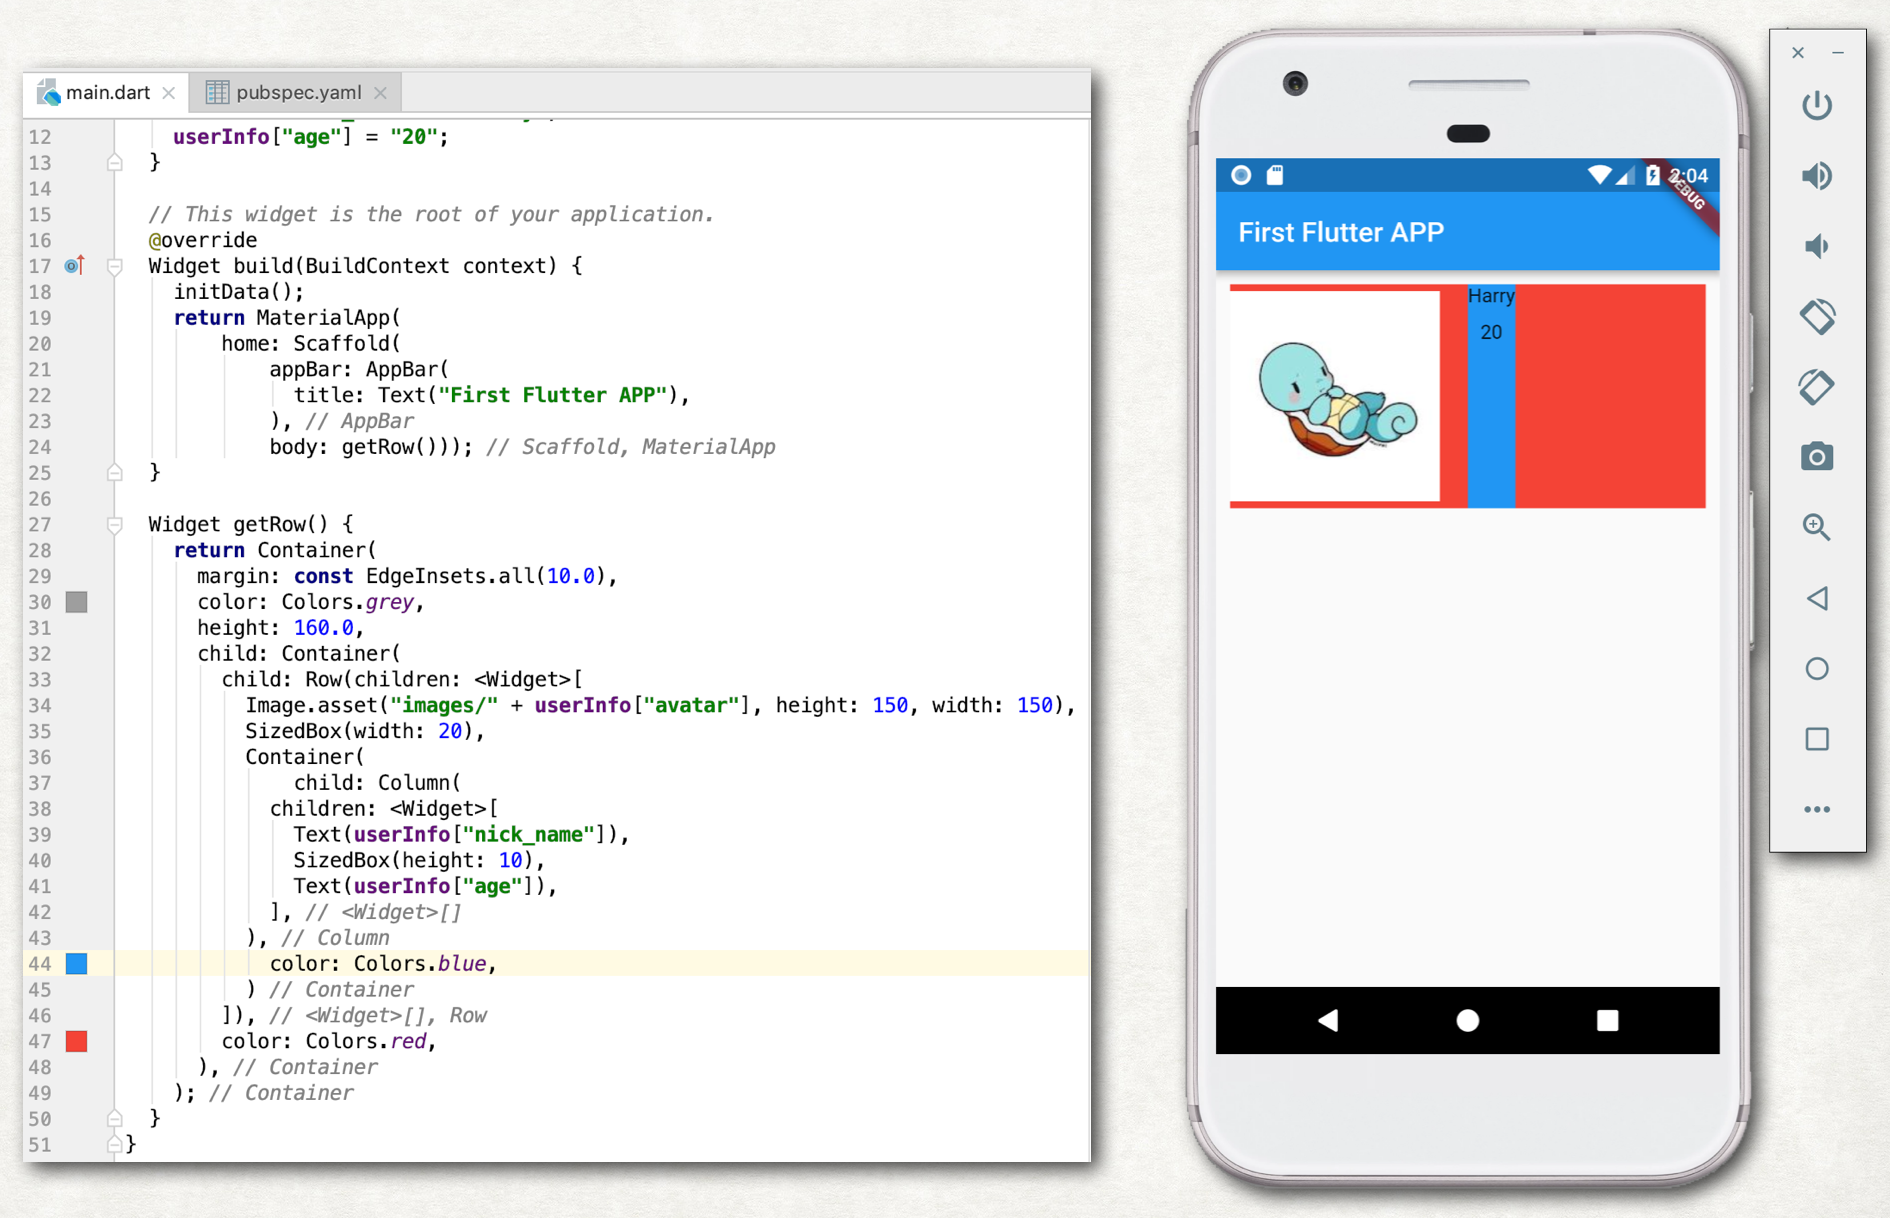 main.dart
pubspec.yaml
12 userInfo["age"] = "20";
13 }
14
15 // This widget is the root of your application.
16 @override
17 Widget build(BuildContext context) {
18 initData();
19 return MaterialApp(
20 home: Scaffold(
21 appBar: AppBar(
22 title: Text("First Flutter APP"),
23 ), // AppBar
24 body: getRow())); // Scaffold, MaterialApp
25 }
26
27 Widget getRow() {
28 return Container(
29 margin: const EdgeInsets.all(10.0),
30 color: Colors.grey,
31 height: 160.0,
32 child: Container(
33 child: Row(children: <Widget>[
34 Image.asset("images/" + userInfo["avatar"], height: 150, width: 150),
35 SizedBox(width: 20),
36 Container(
37 child: Column(
38 children: <Widget>[
39 Text(userInfo["nick_name"]),
40 SizedBox(height: 10),
41 Text(userInfo["age"]),
42 ], // <Widget>[]
43 ), // Column
44 color: Colors.blue,
45 ) // Container
46 ]), // <Widget>[], Row
47 color: Colors.red,
48 ), // Container
49 ); // Container
50 }
51 }
2:04
DEBUG
First Flutter APP
Harry
20